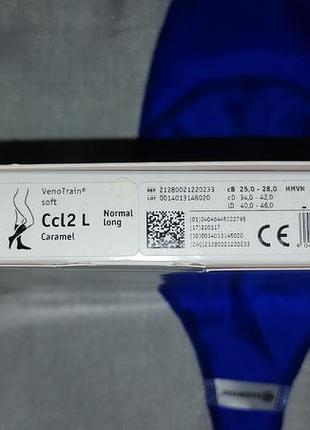 VenoTrain®
soft
Ccl2 L
Normal
long
Caramel
REF 21280021220233
LOT 0014013146020
cB 25,0 - 28,0 HMVN
cD 34,0 - 42,0
lD 40,0 - 46,0
(01)04046445222795
(17)220317
(10)0014013146020
(240)21280021220233
CE